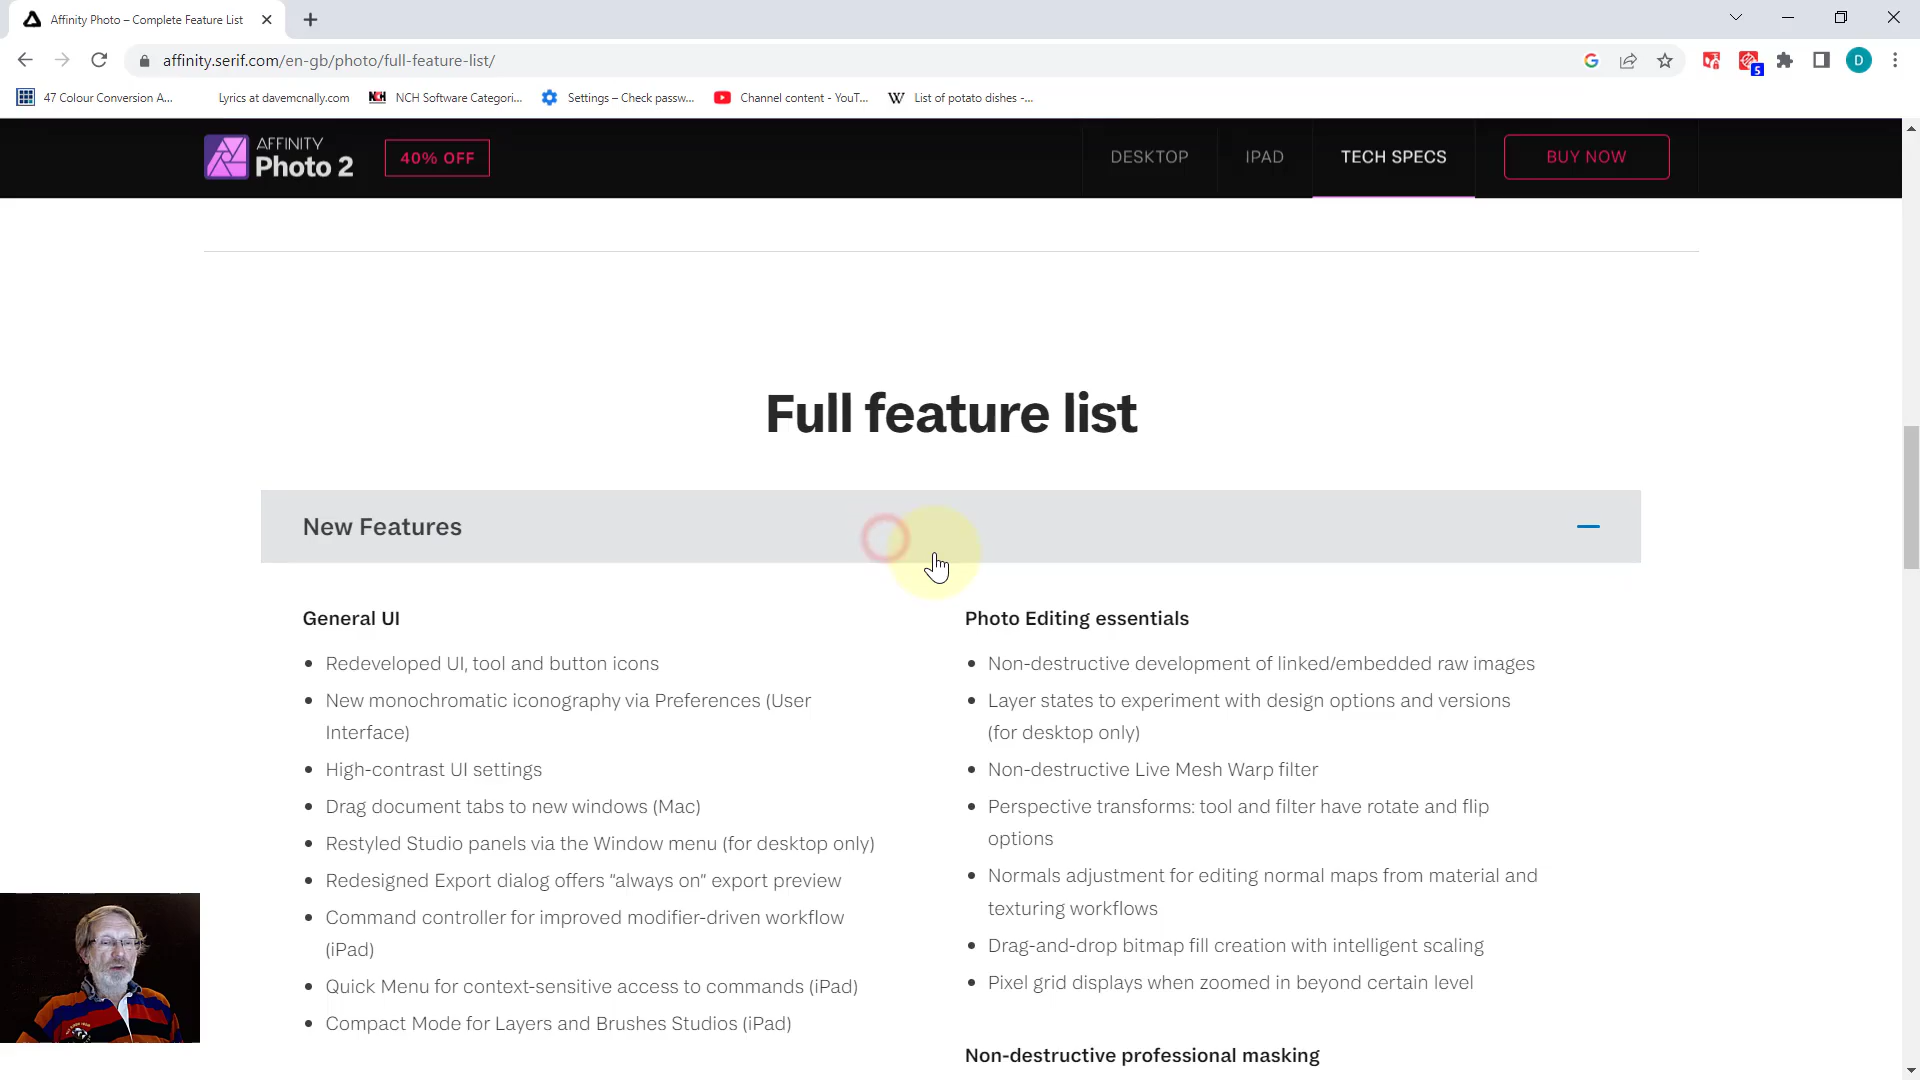 Affinity Photo – Complete Feature List
affinity.serif.com/en-gb/photo/full-feature-list/
5
D
47 Colour Conversion A...
Lyrics at davemcnally.com
NCH
NCH Software Categori...
Settings – Check passw...
Channel content - YouT...
W
List of potato dishes -...
AFFINITY
Photo 2
40% OFF
DESKTOP
IPAD
TECH SPECS
BUY NOW
Full feature list
New Features
General UI
Redeveloped UI, tool and button icons
New monochromatic iconography via Preferences (User
Interface)
High-contrast UI settings
Drag document tabs to new windows (Mac)
Restyled Studio panels via the Window menu (for desktop only)
Redesigned Export dialog offers “always on” export preview
Command controller for improved modifier-driven workflow
(iPad)
Quick Menu for context-sensitive access to commands (iPad)
Compact Mode for Layers and Brushes Studios (iPad)
Photo Editing essentials
Non-destructive development of linked/embedded raw images
Layer states to experiment with design options and versions
(for desktop only)
Non-destructive Live Mesh Warp filter
Perspective transforms: tool and filter have rotate and flip
options
Normals adjustment for editing normal maps from material and
texturing workflows
Drag-and-drop bitmap fill creation with intelligent scaling
Pixel grid displays when zoomed in beyond certain level
Non-destructive professional masking